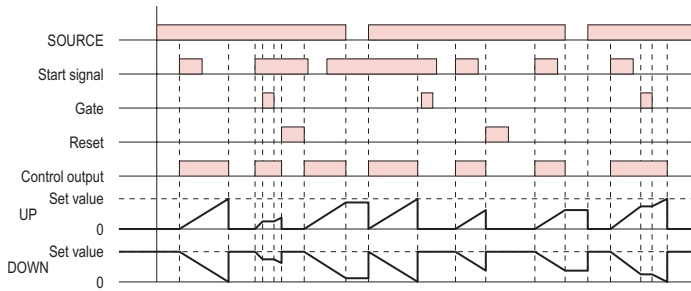 SOURCE
Start signal
Gate
Reset
Control output
Set value
UP
0
Set value
DOWN
0